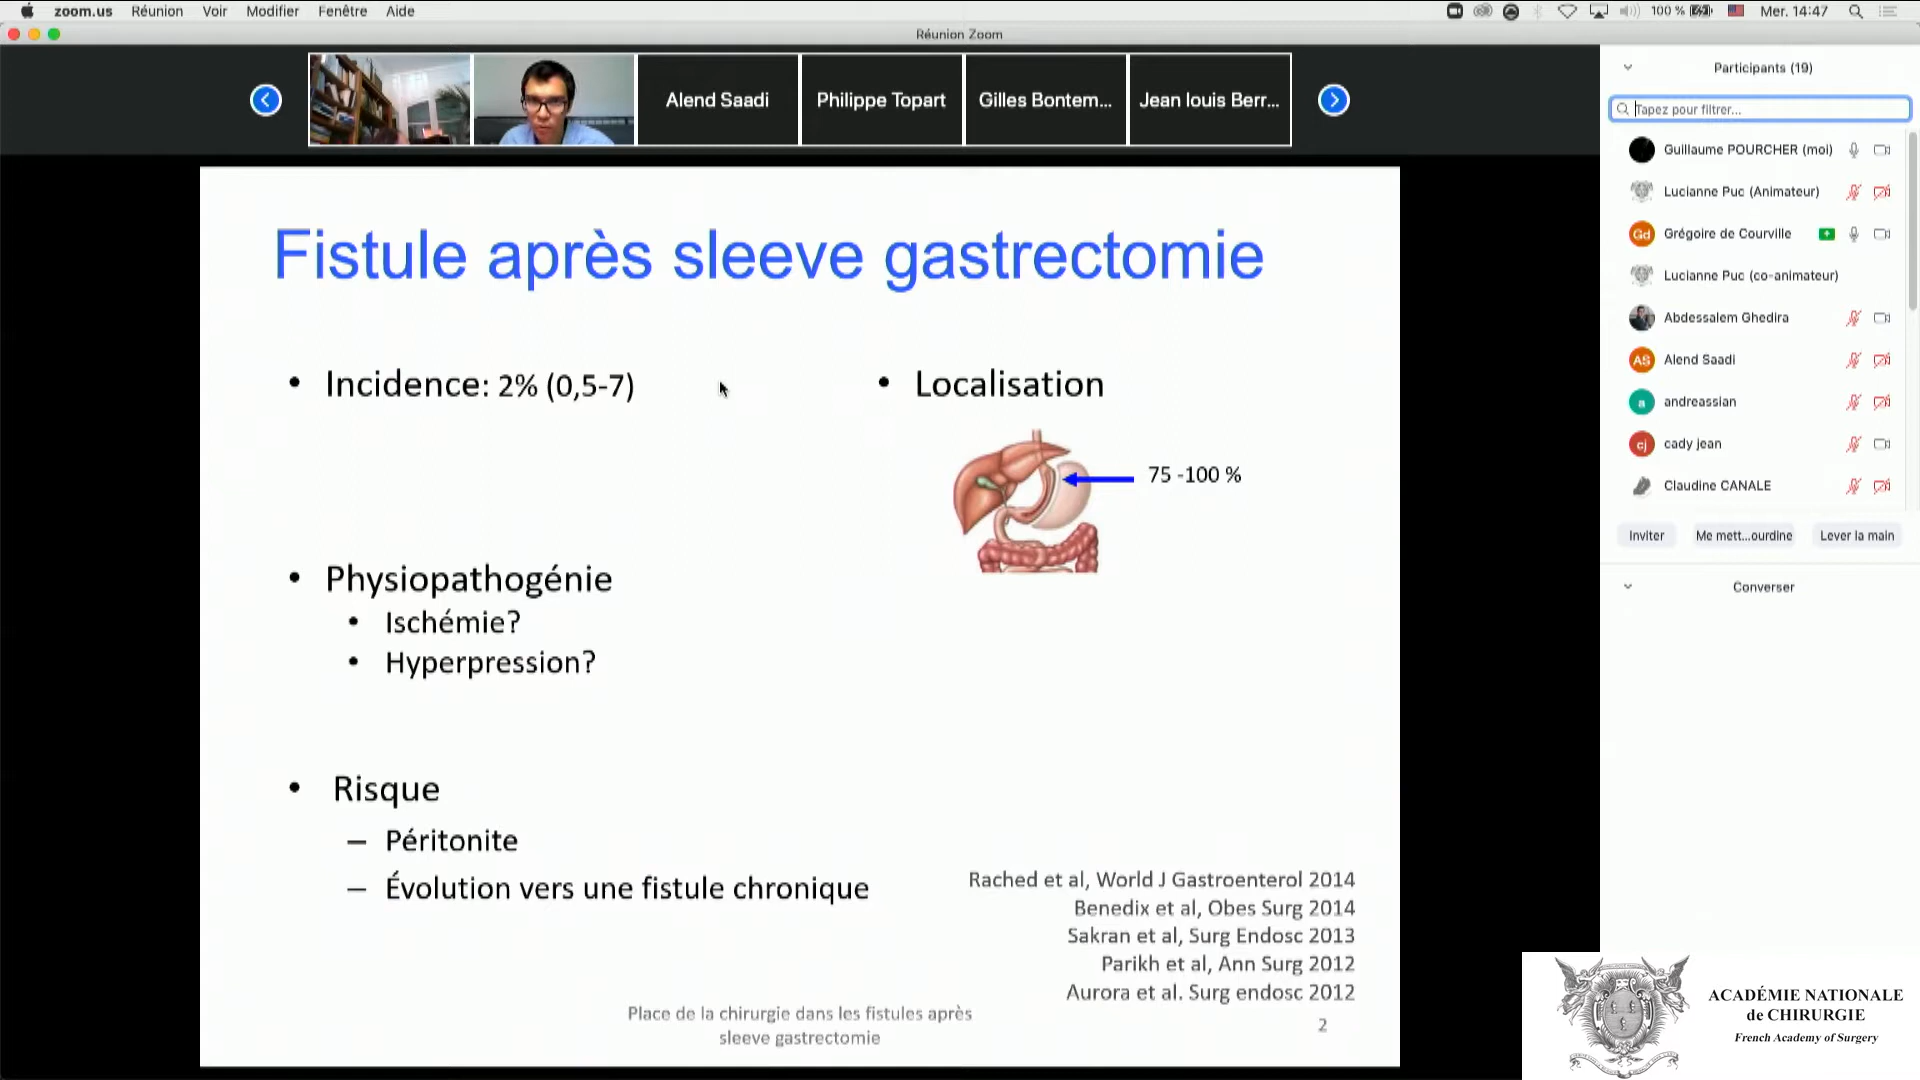 zoom.us Réunion Voir Modifier Fenêtre Aide
100 % Mer. 14:47
Réunion Zoom
Alend Saadi
Philippe Topart
Gilles Bontem...
Jean louis Berr...
Participants (19)
Tapez pour filtrer...
Guillaume POURCHER (moi)
Lucianne Puc (Animateur)
Gd Grégoire de Courville
Lucianne Puc (co-animateur)
Abdessalem Ghedira
AS Alend Saadi
a andreassian
cj cady jean
Claudine CANALE
Inviter
Me mett...ourdine
Lever la main
Converser
Fistule après sleeve gastrectomie
• Incidence: 2% (0,5-7)
• Localisation
75 -100 %
• Physiopathogénie
• Ischémie?
• Hyperpression?
• Risque
– Péritonite
– Évolution vers une fistule chronique
Rached et al, World J Gastroenterol 2014
Benedix et al, Obes Surg 2014
Sakran et al, Surg Endosc 2013
Parikh et al, Ann Surg 2012
Aurora et al. Surg endosc 2012
Place de la chirurgie dans les fistules après
sleeve gastrectomie
2
ACADÉMIE NATIONALE
de CHIRURGIE
French Academy of Surgery